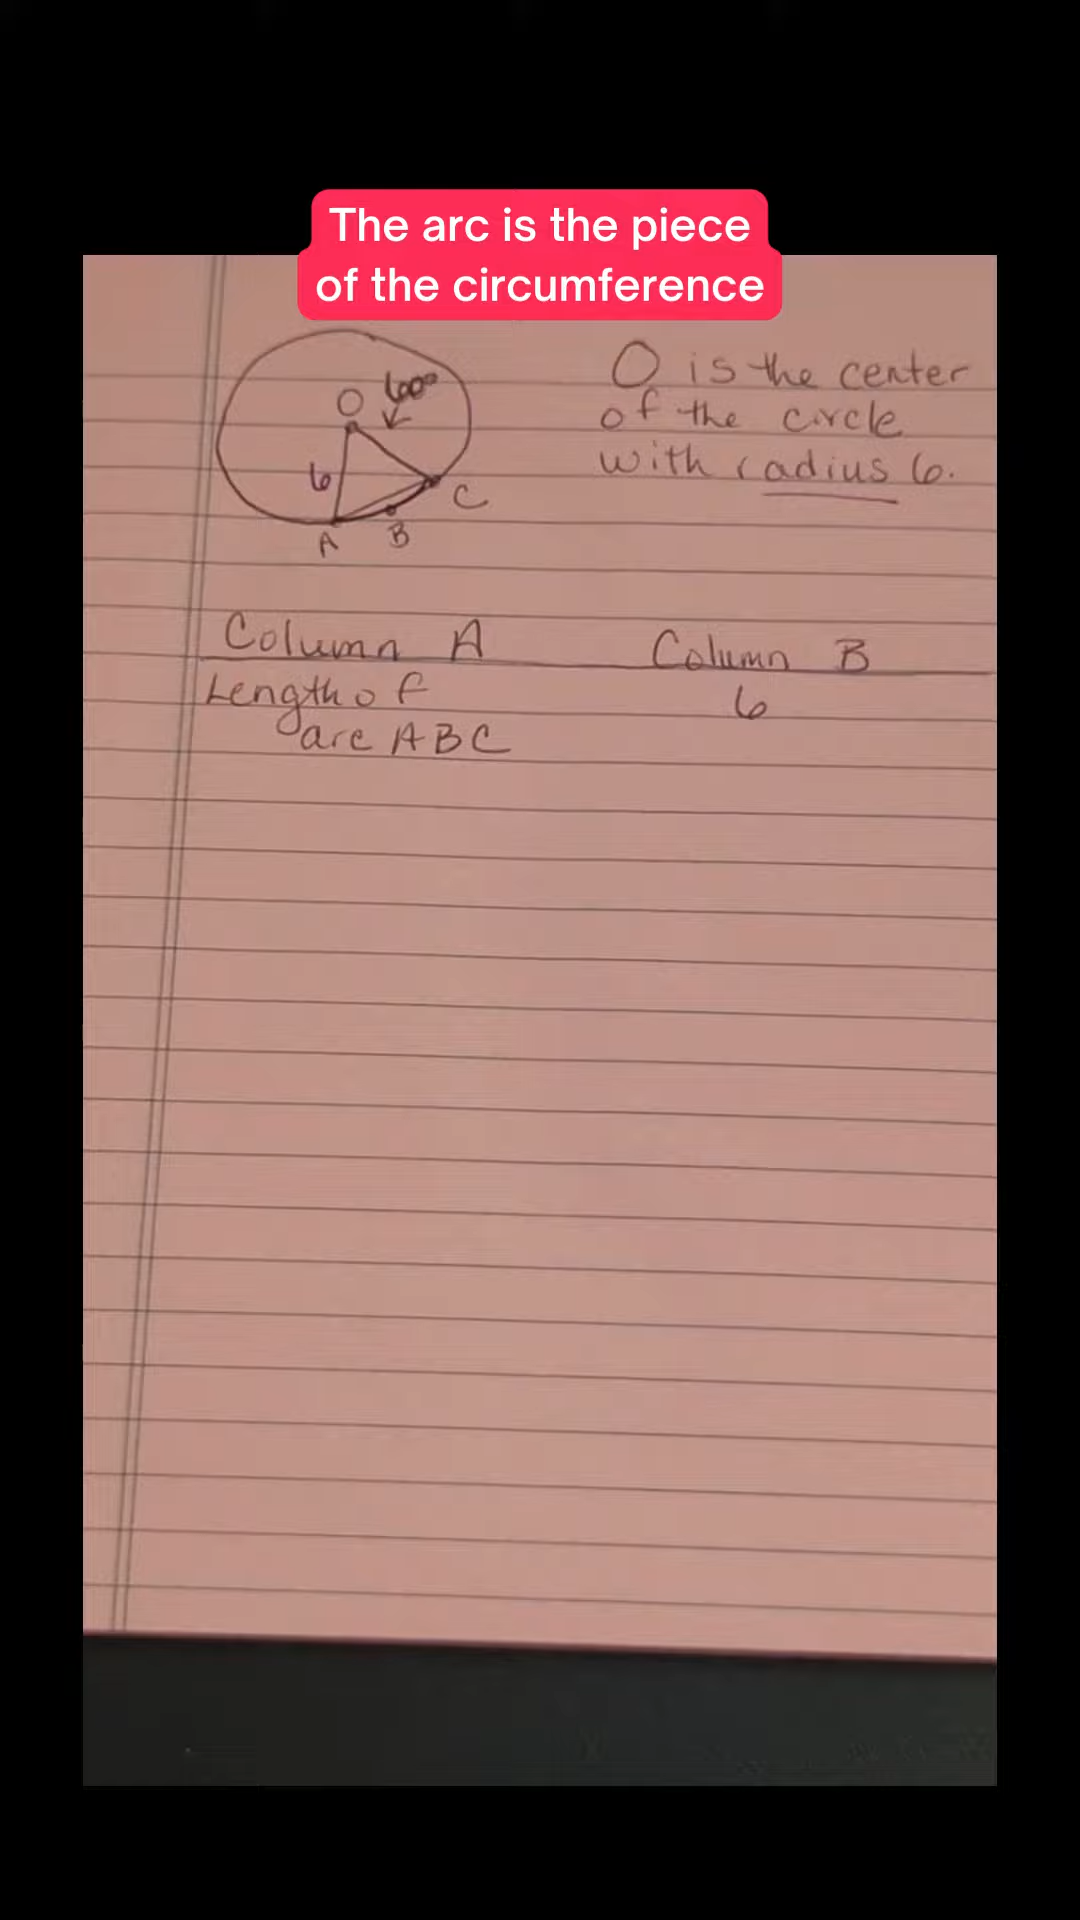 The arc is the piece
of the circumference
O is the center
of the circle
with radius 6.
O
60°
6
C
A
B
Column A
Column B
Length of
arc ABC
6